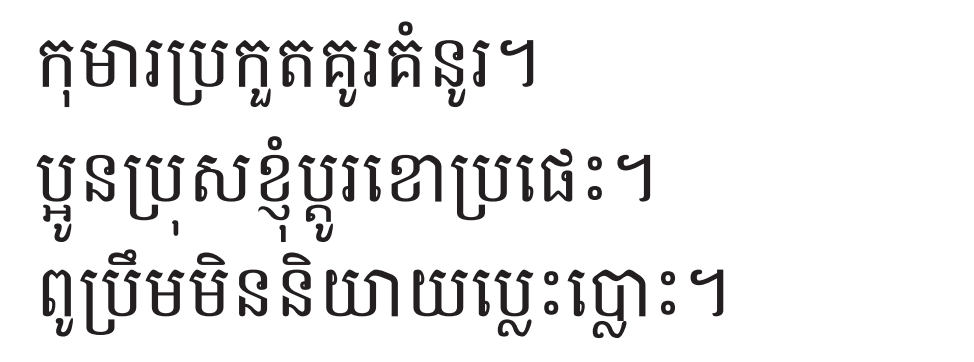 កុមារប្រកួតគូរគំនូរ។
ប្អូនប្រុសខ្ញុំប្ដូរខោប្រផេះ។
ពូប្រឹមមិននិយាយប្លេះប្លោះ។